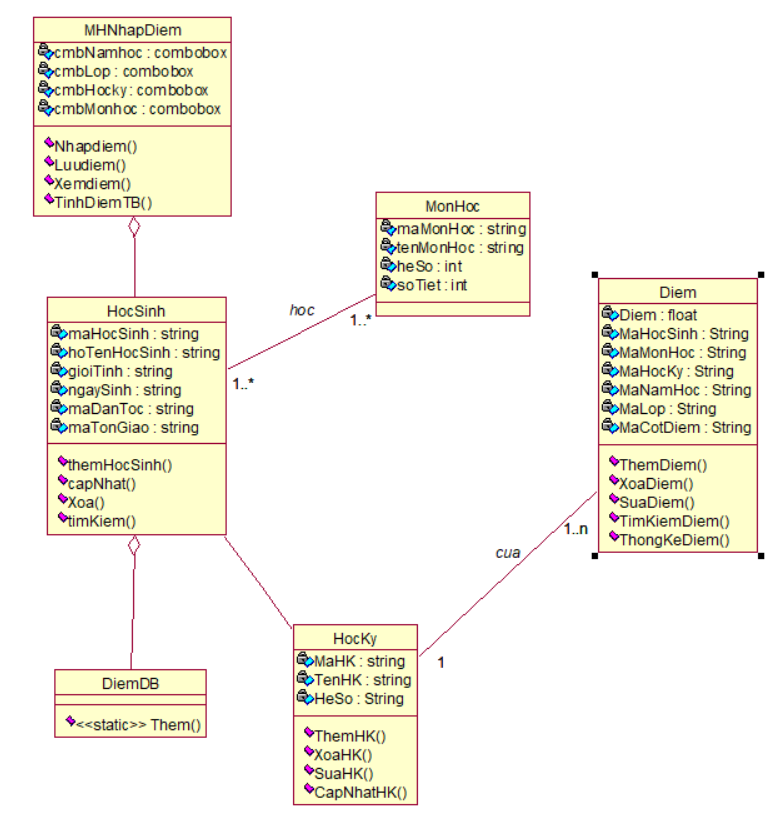 MHNhapDiem
cmbNamhoc : combobox
cmbLop : combobox
cmbHocky : combobox
cmbMonhoc : combobox
Nhapdiem()
Luudiem()
Xemdiem()
TinhDiemTB()
MonHoc
maMonHoc : string
tenMonHoc : string
heSo : int
soTiet : int
hoc
1..*
1..*
HocSinh
maHocSinh : string
hoTenHocSinh : string
gioiTinh : string
ngaySinh : string
maDanToc : string
maTonGiao : string
themHocSinh()
capNhat()
Xoa()
timKiem()
Diem
Diem : float
MaHocSinh : String
MaMonHoc : String
MaHocKy : String
MaNamHoc : String
MaLop : String
MaCotDiem : String
ThemDiem()
XoaDiem()
SuaDiem()
TimKiemDiem()
ThongKeDiem()
1..n
cua
1
HocKy
MaHK : string
TenHK : string
HeSo : String
ThemHK()
XoaHK()
SuaHK()
CapNhatHK()
DiemDB
<<static>> Them()